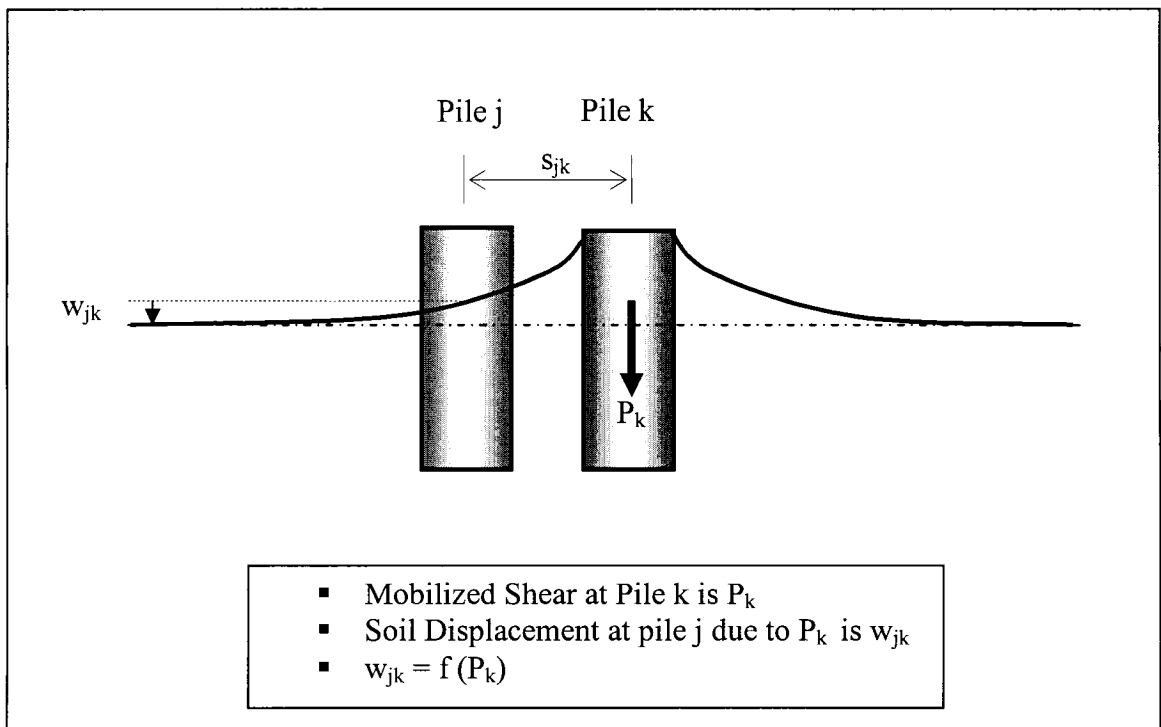 Pile j Pile k
s_jk
w_jk
P_k
▪ Mobilized Shear at Pile k is P_k
▪ Soil Displacement at pile j due to P_k is w_jk
▪ w_jk = f (P_k)